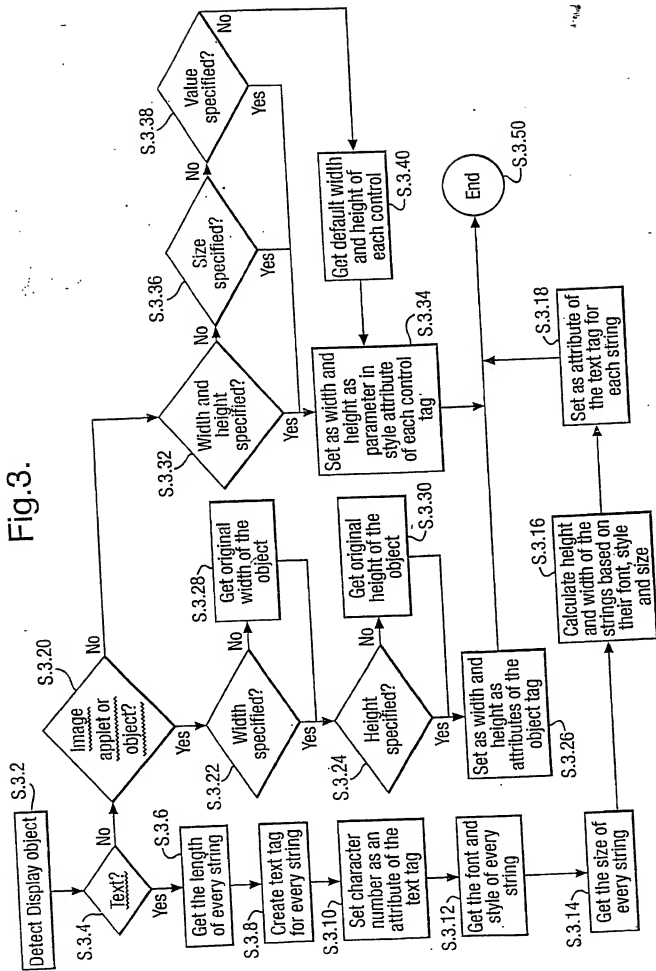 Fig.3.
S.3.2
Detect Display object
S.3.4
Text?
No
Yes
S.3.6
Get the length
of every string
S.3.8
Create text tag
for every string
S.3.10
Set character
number as an
attribute of the
text tag
S.3.12
Get the font and
style of every
string
S.3.14
Get the size of
every string
S.3.16
Calculate height
and width of the
strings based on
their font, style
and size
S.3.18
Set as attribute of
the text tag for
each string
S.3.20
Image
applet or
object?
No
Yes
S.3.22
Width
specified?
No
Yes
S.3.28
Get original
width of the
object
S.3.24
Height
specified?
No
Yes
S.3.30
Get original
height of the
object
S.3.26
Set as width and
height as
attributes of the
object tag
S.3.32
Width and
height
specified?
No
Yes
S.3.36
Size
specified?
No
Yes
S.3.38
Value
specified?
No
Yes
S.3.40
Get default width
and height of
each control
S.3.34
Set as width and
height as
parameter in
style attribute
of each control
tag
End
S.3.50